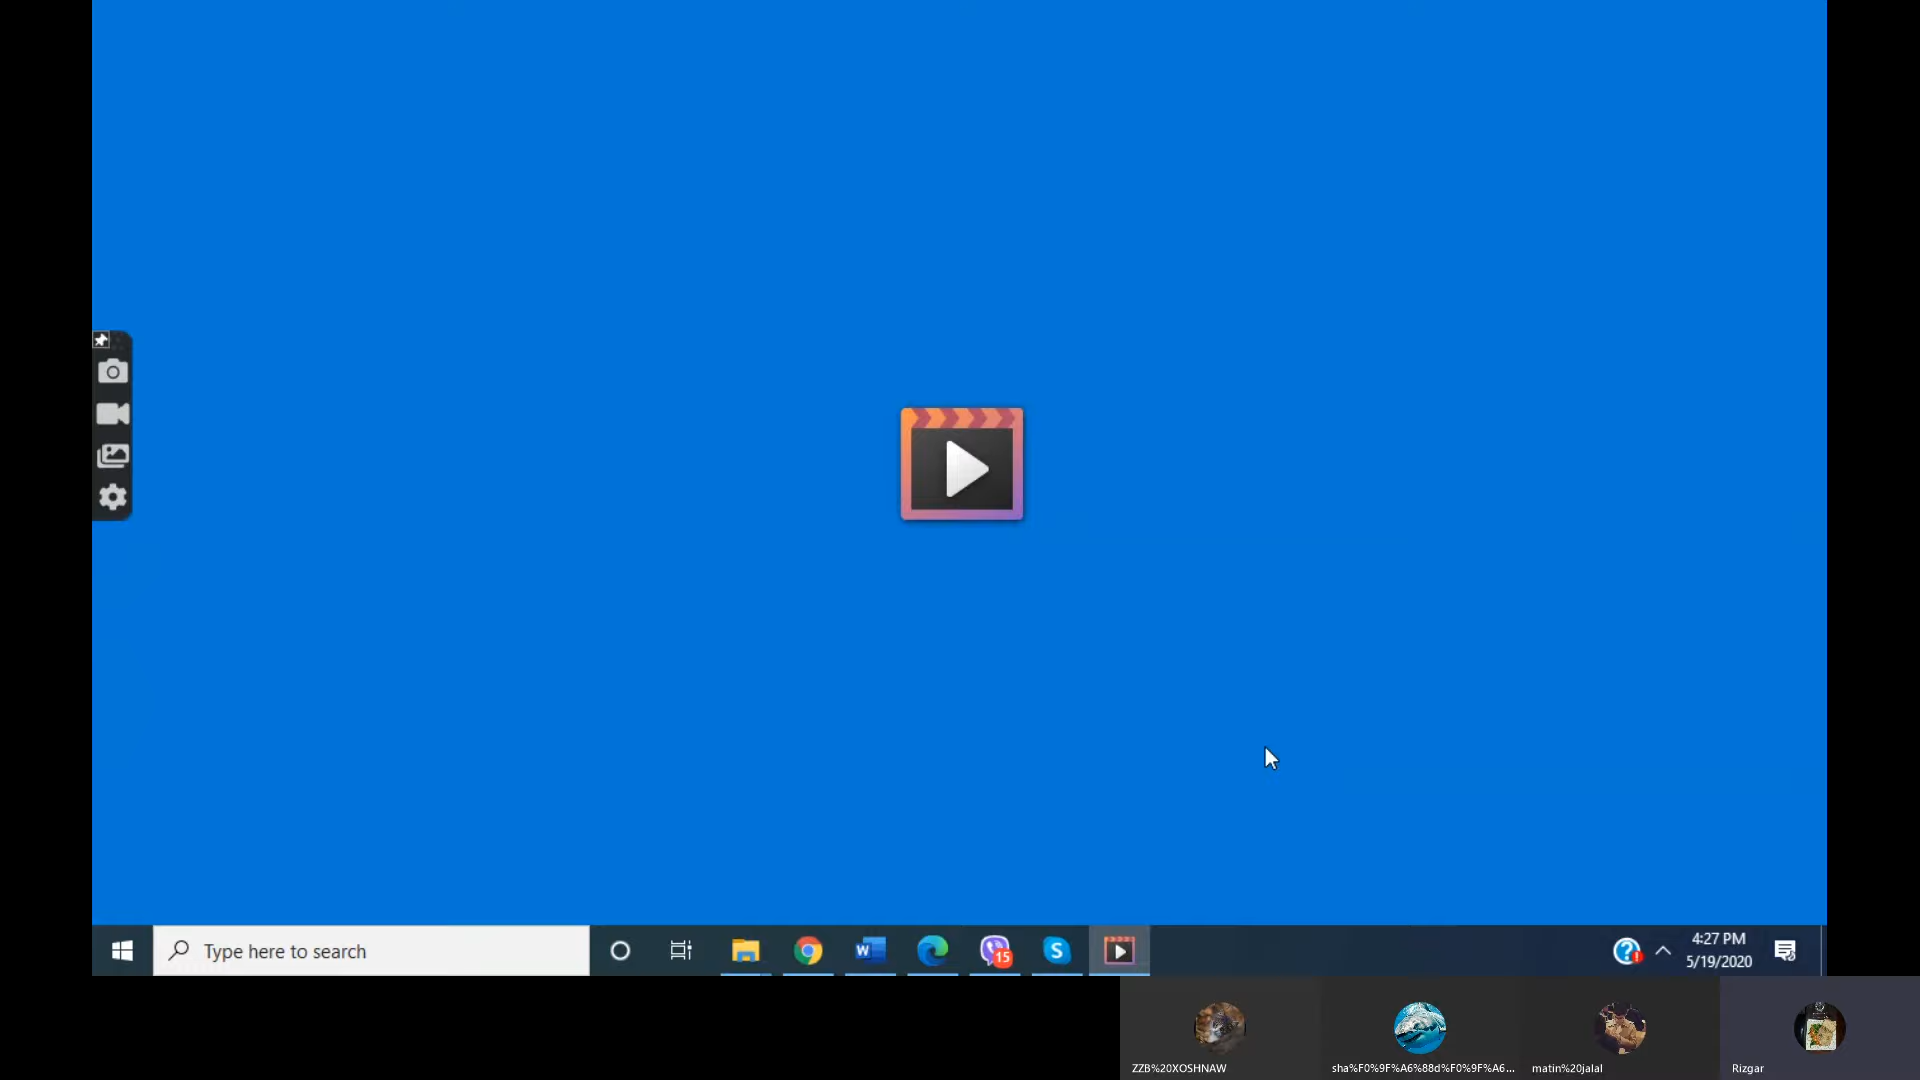 Type here to search
15
4:27 PM
5/19/2020
ZZB%20XOSHNAW
sha%F0%9F%A6%88d%F0%9F%A6...
matin%20jalal
Rizgar